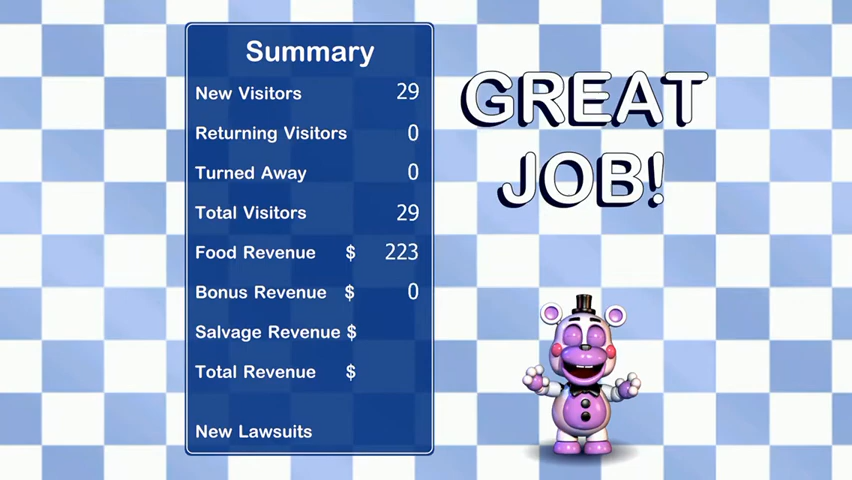 Summary
New Visitors 29
Returning Visitors 0
Turned Away 0
Total Visitors 29
Food Revenue $ 223
Bonus Revenue $ 0
Salvage Revenue $
Total Revenue $
New Lawsuits
GREAT
JOB!